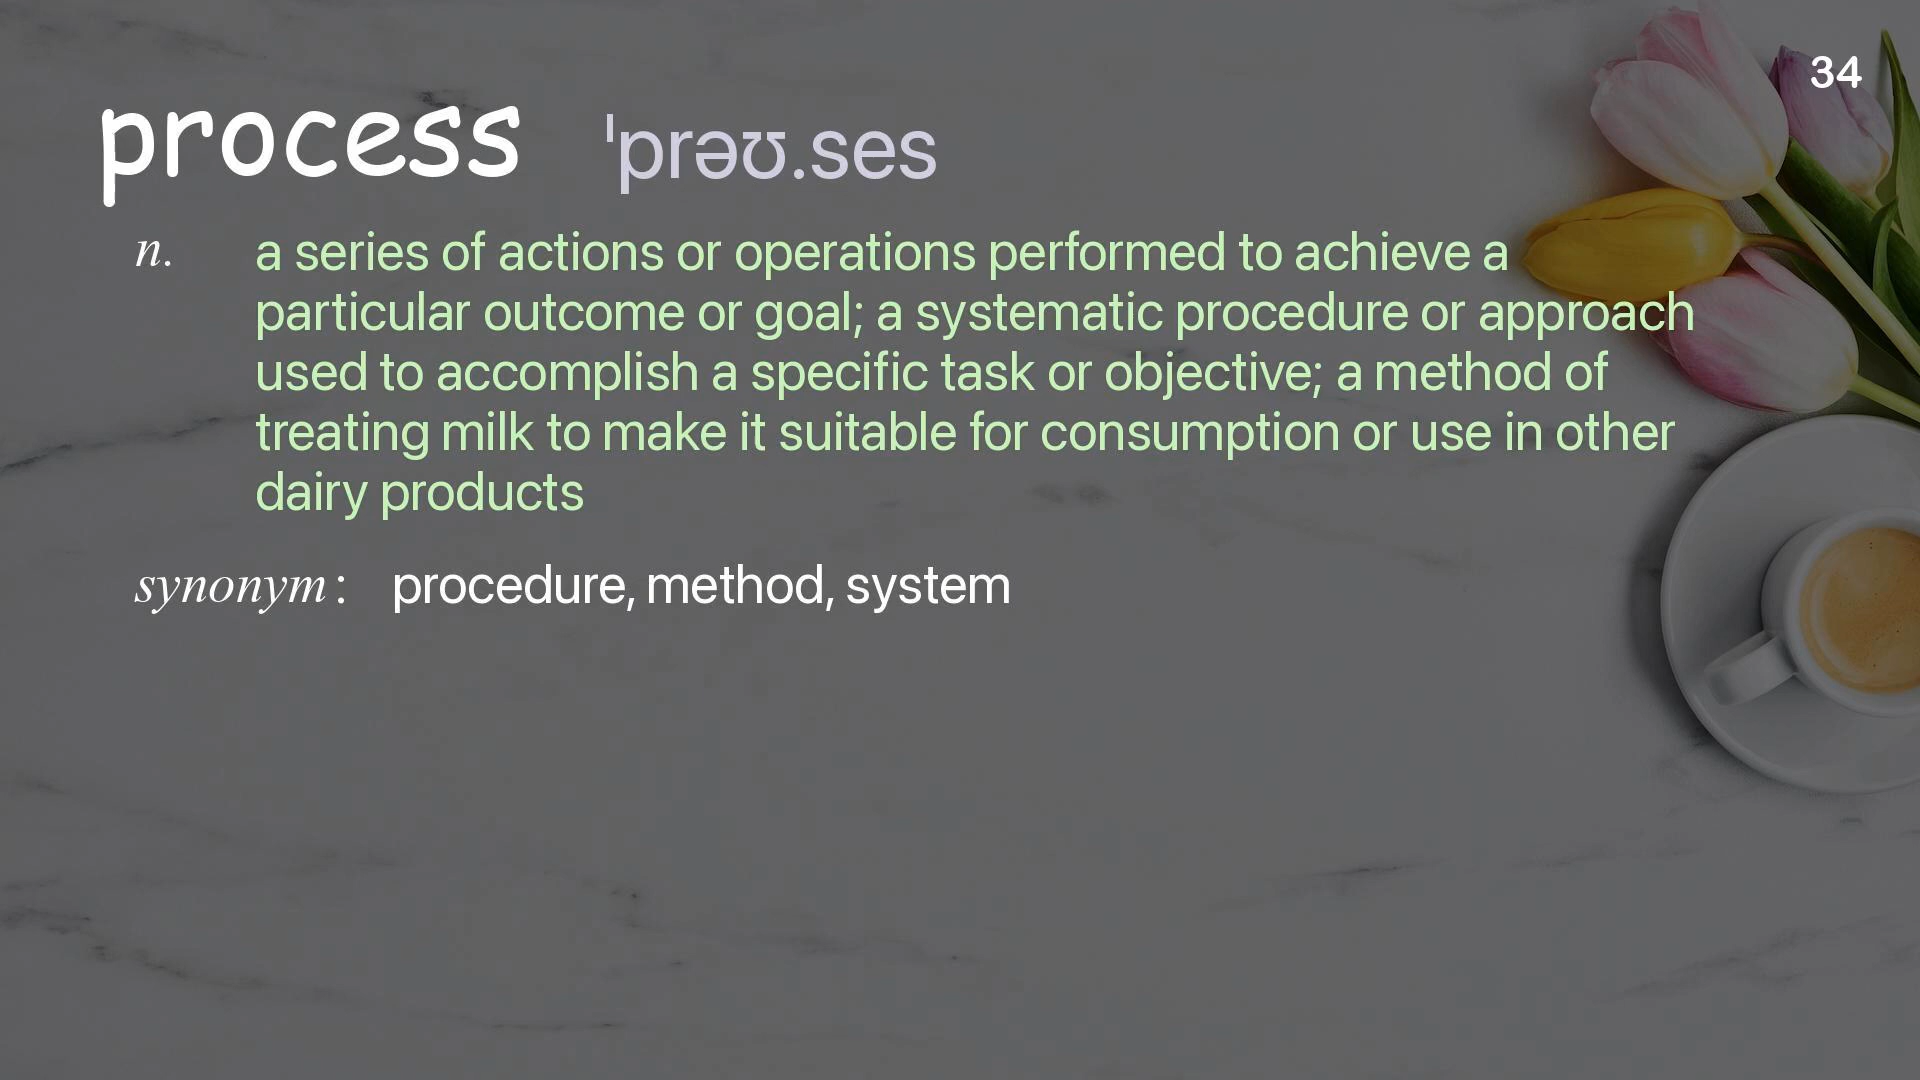 34
process ˈprəʊ.ses
n. a series of actions or operations performed to achieve a
particular outcome or goal; a systematic procedure or approach
used to accomplish a specific task or objective; a method of
treating milk to make it suitable for consumption or use in other
dairy products
synonym: procedure, method, system